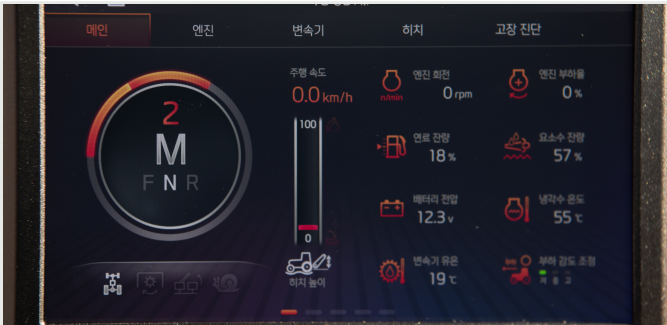 메인 엔진 변속기 히치 고장 진단
주행 속도
0.0 km/h
2
M
F N R
100
0
히치 높이
엔진 회전
n/min
0 rpm
엔진 부하율
0 %
연료 잔량
18 %
요소수 잔량
57 %
배터리 전압
12.3 v
냉각수 온도
55 ℃
변속기 유온
19 ℃
부하 감도 조정
저 중 고